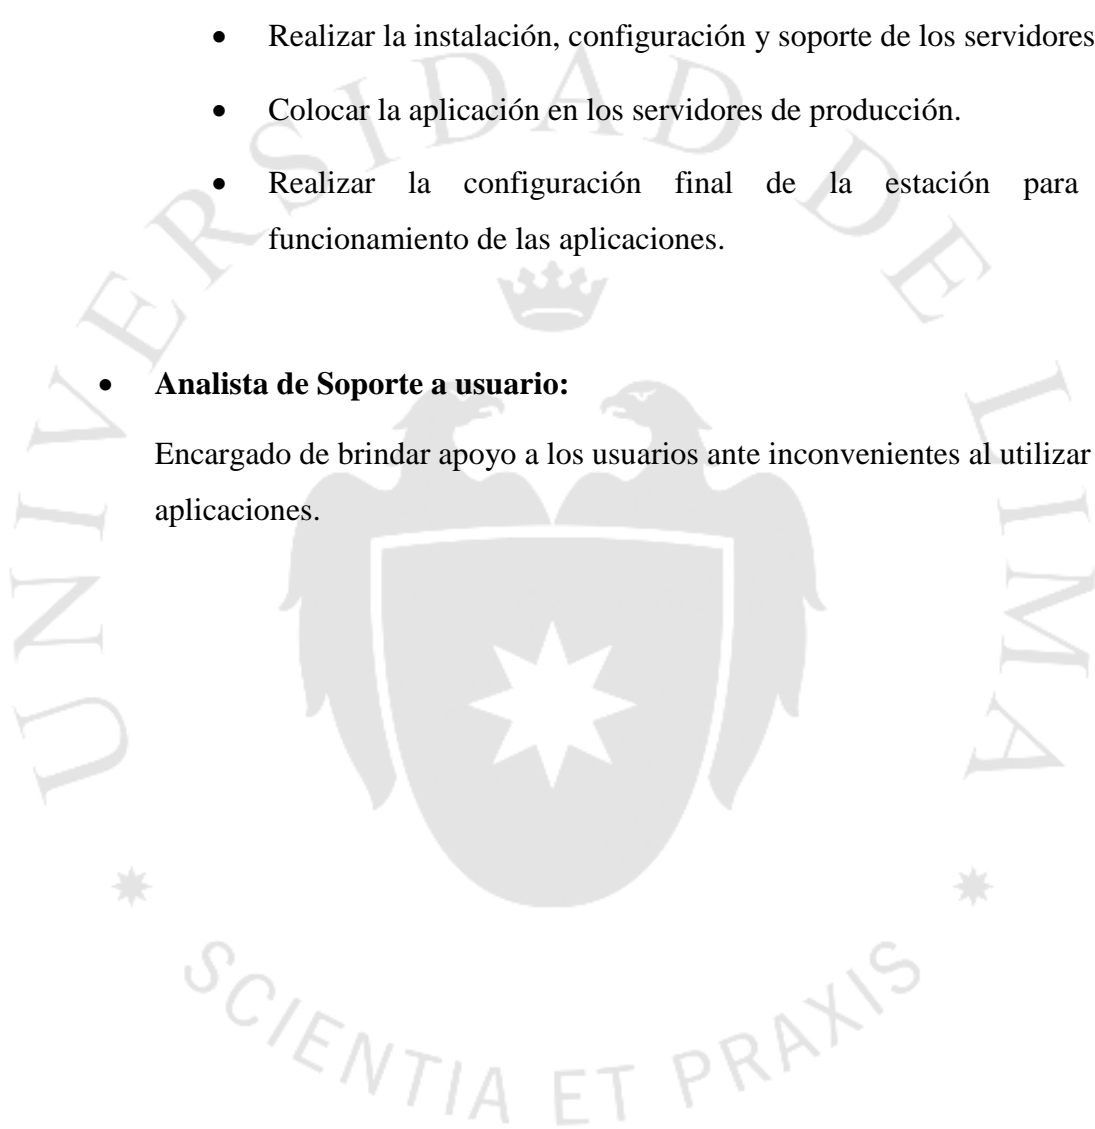 • Realizar la instalación, configuración y soporte de los servidores
• Colocar la aplicación en los servidores de producción.
• Realizar la configuración final de la estación para
funcionamiento de las aplicaciones.
• Analista de Soporte a usuario:
Encargado de brindar apoyo a los usuarios ante inconvenientes al utilizar
aplicaciones.
UNIVERSIDAD DE LIMA
SCIENTIA ET PRAXIS